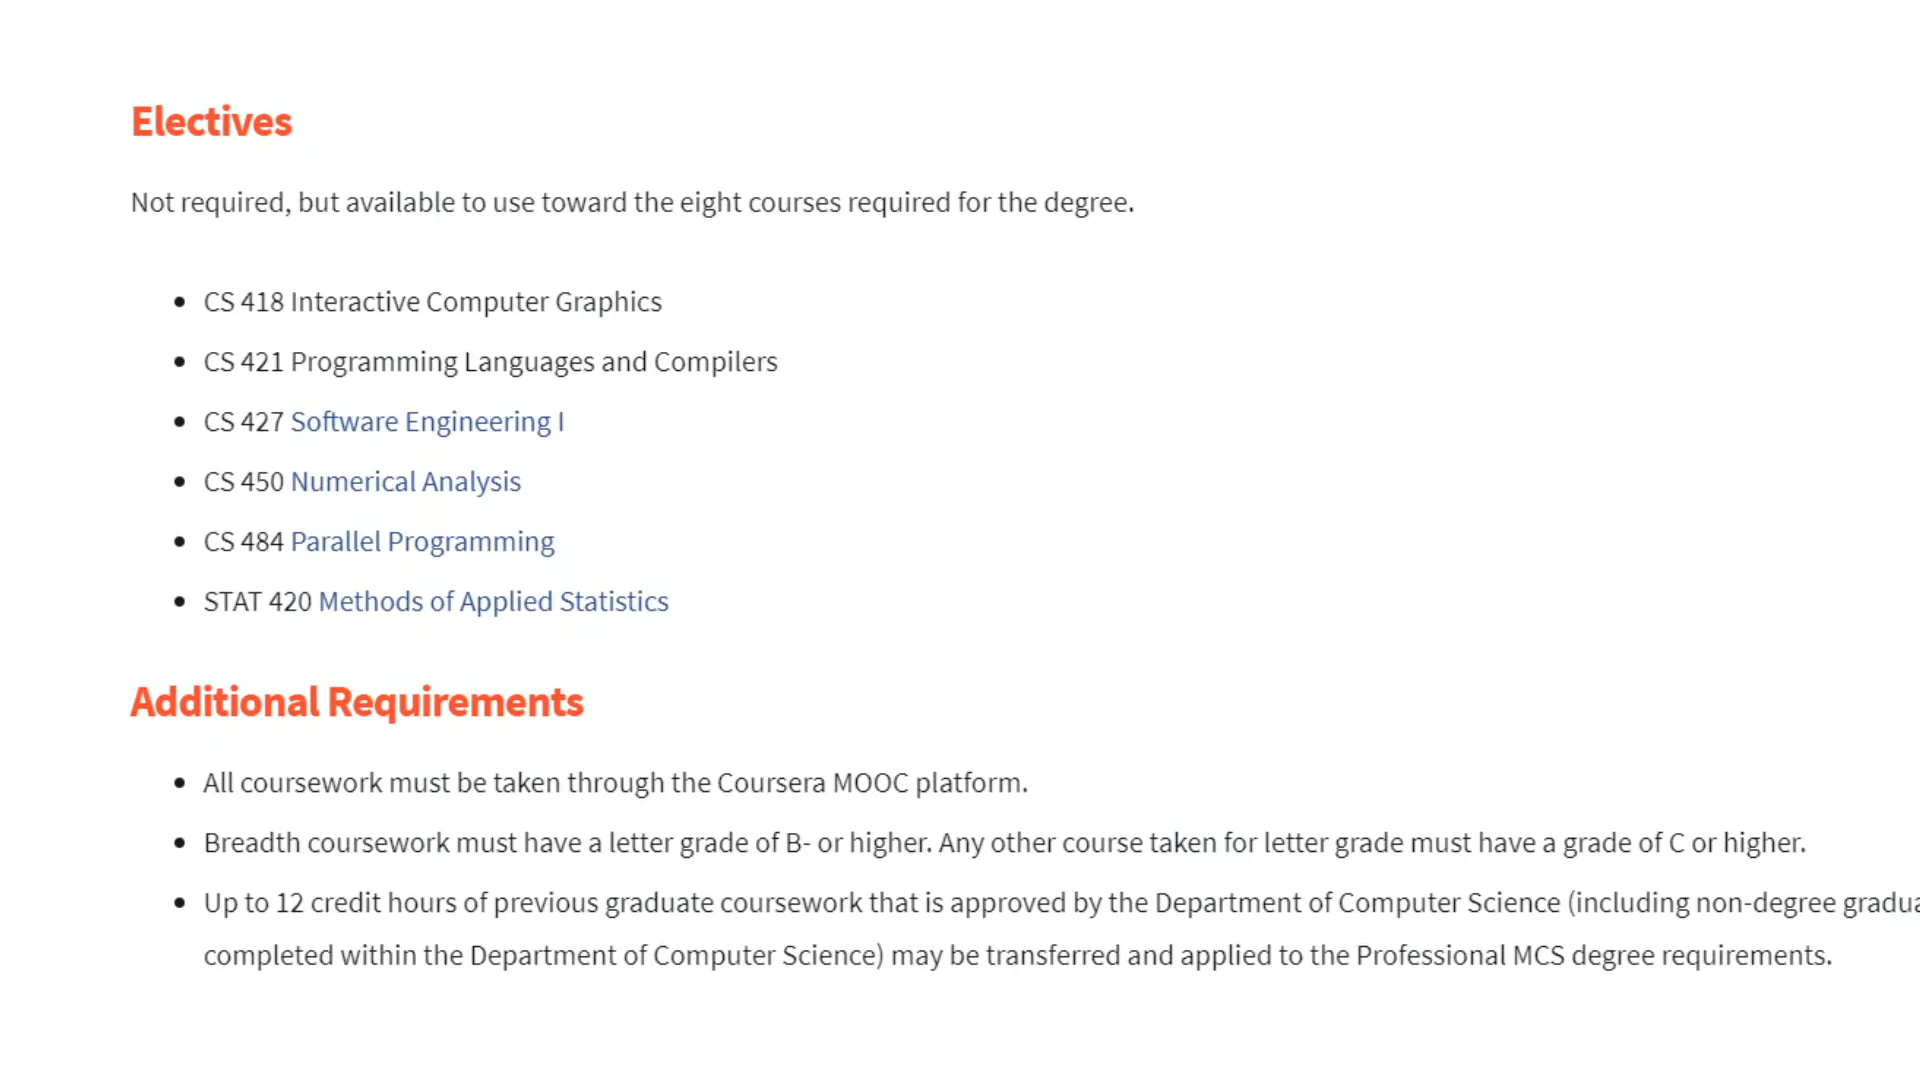 Electives
Not required, but available to use toward the eight courses required for the degree.
• CS 418 Interactive Computer Graphics
• CS 421 Programming Languages and Compilers
• CS 427 Software Engineering I
• CS 450 Numerical Analysis
• CS 484 Parallel Programming
• STAT 420 Methods of Applied Statistics
Additional Requirements
• All coursework must be taken through the Coursera MOOC platform.
• Breadth coursework must have a letter grade of B- or higher. Any other course taken for letter grade must have a grade of C or higher.
• Up to 12 credit hours of previous graduate coursework that is approved by the Department of Computer Science (including non-degree
completed within the Department of Computer Science) may be transferred and applied to the Professional MCS degree requirements.